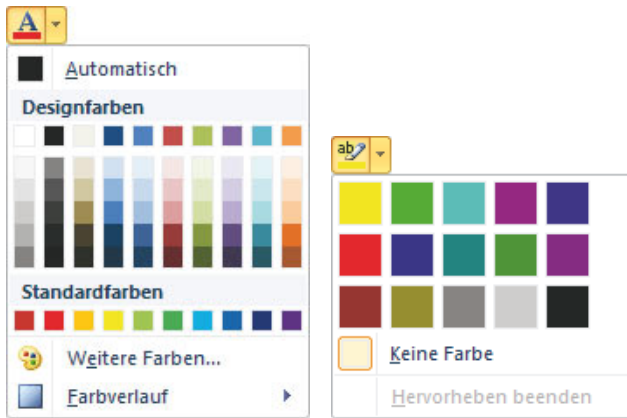 A
Automatisch
Designfarben
Standardfarben
Weitere Farben...
Farbverlauf
ab
Keine Farbe
Hervorheben beenden